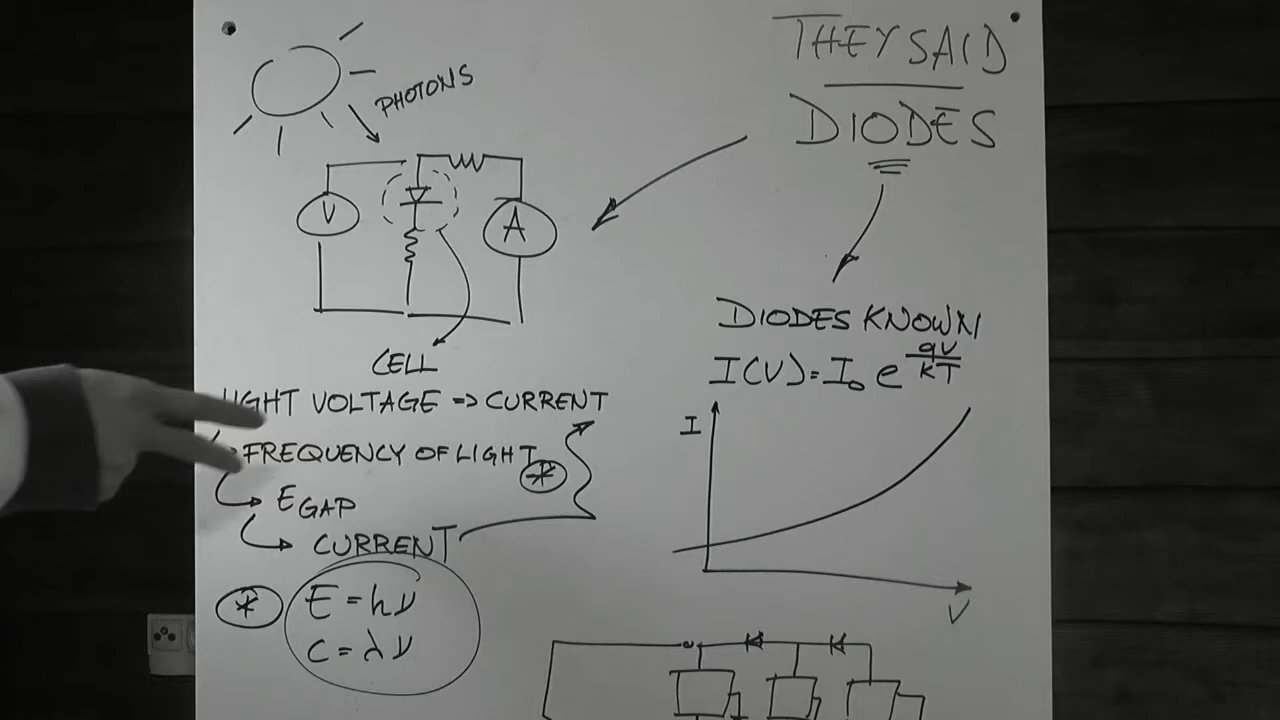 PHOTONS
V
A
CELL
LIGHT VOLTAGE => CURRENT
FREQUENCY OF LIGHT *
E GAP
CURRENT
* E = hν
c = λν
THEY SAID
DIODES
DIODES KNOWN
I(V) = I₀ e^(qV/KT)
I
V